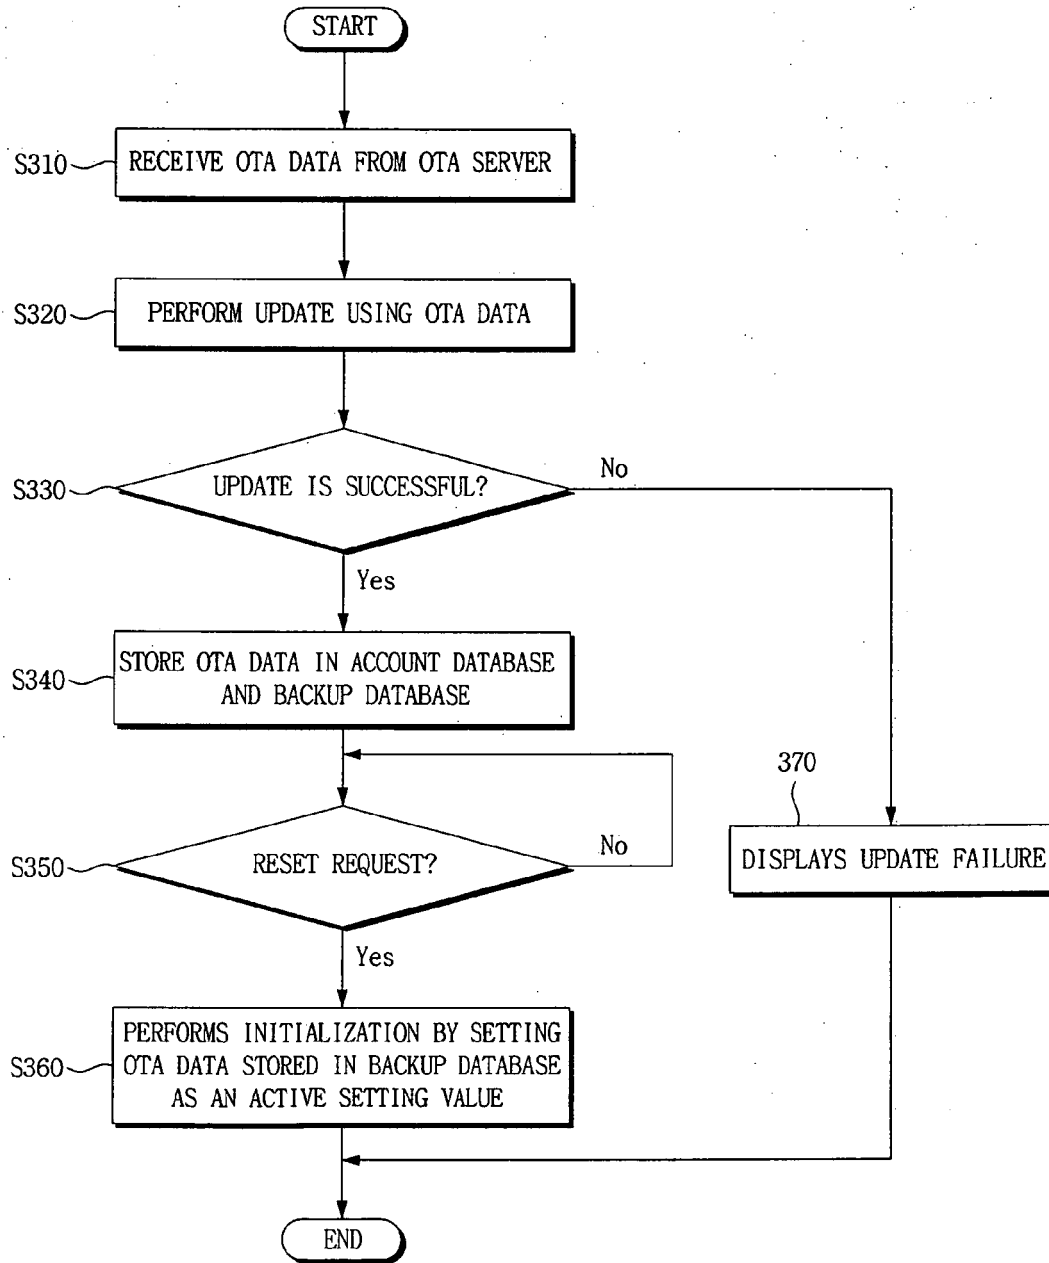 START
S310
RECEIVE OTA DATA FROM OTA SERVER
S320
PERFORM UPDATE USING OTA DATA
S330
UPDATE IS SUCCESSFUL?
No
Yes
S340
STORE OTA DATA IN ACCOUNT DATABASE
AND BACKUP DATABASE
370
S350
RESET REQUEST?
No
DISPLAYS UPDATE FAILURE
Yes
S360
PERFORMS INITIALIZATION BY SETTING
OTA DATA STORED IN BACKUP DATABASE
AS AN ACTIVE SETTING VALUE
END